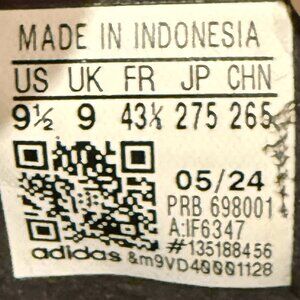 MADE IN INDONESIA
US UK FR JP CHN
9½ 9 43⅓ 275 265
05/24
PRB 698001
A:IF6347
#135188456
adidas &m9VD40001128